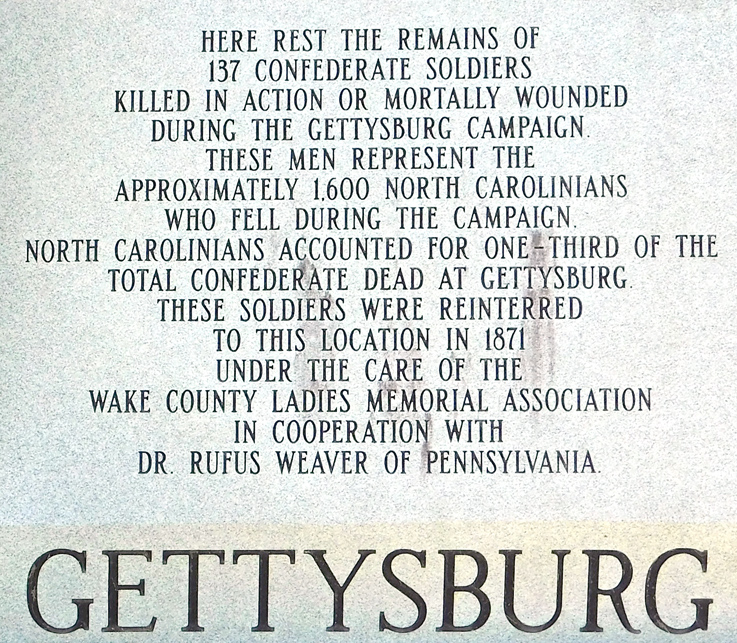 HERE REST THE REMAINS OF
137 CONFEDERATE SOLDIERS
KILLED IN ACTION OR MORTALLY WOUNDED
DURING THE GETTYSBURG CAMPAIGN.
THESE MEN REPRESENT THE
APPROXIMATELY 1,600 NORTH CAROLINIANS
WHO FELL DURING THE CAMPAIGN.
NORTH CAROLINIANS ACCOUNTED FOR ONE-THIRD OF THE
TOTAL CONFEDERATE DEAD AT GETTYSBURG.
THESE SOLDIERS WERE REINTERRED
TO THIS LOCATION IN 1871
UNDER THE CARE OF THE
WAKE COUNTY LADIES MEMORIAL ASSOCIATION
IN COOPERATION WITH
DR. RUFUS WEAVER OF PENNSYLVANIA.
GETTYSBURG